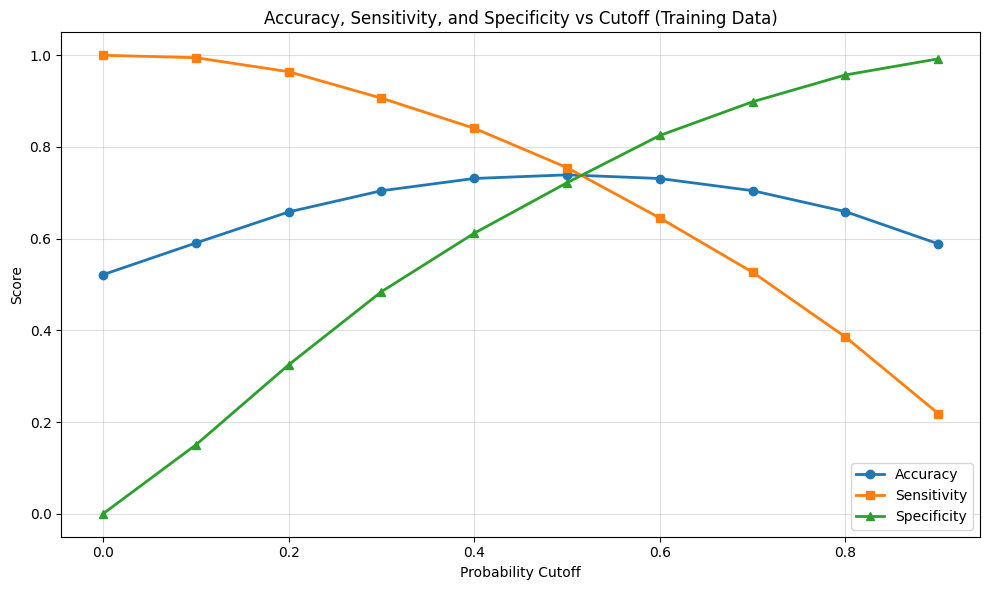 Accuracy, Sensitivity, and Specificity vs Cutoff (Training Data)
Score
1.0
0.8
0.6
0.4
0.2
0.0
0.0
0.2
0.4
0.6
0.8
Probability Cutoff
Accuracy
Sensitivity
Specificity